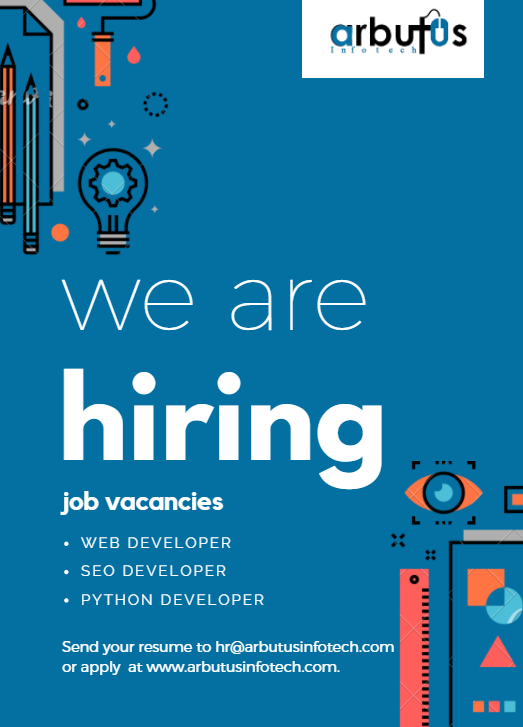 arbutus
Infotech
we are
hiring
job vacancies
• WEB DEVELOPER
• SEO DEVELOPER
• PYTHON DEVELOPER
Send your resume to hr@arbutusinfotech.com
or apply at www.arbutusinfotech.com.